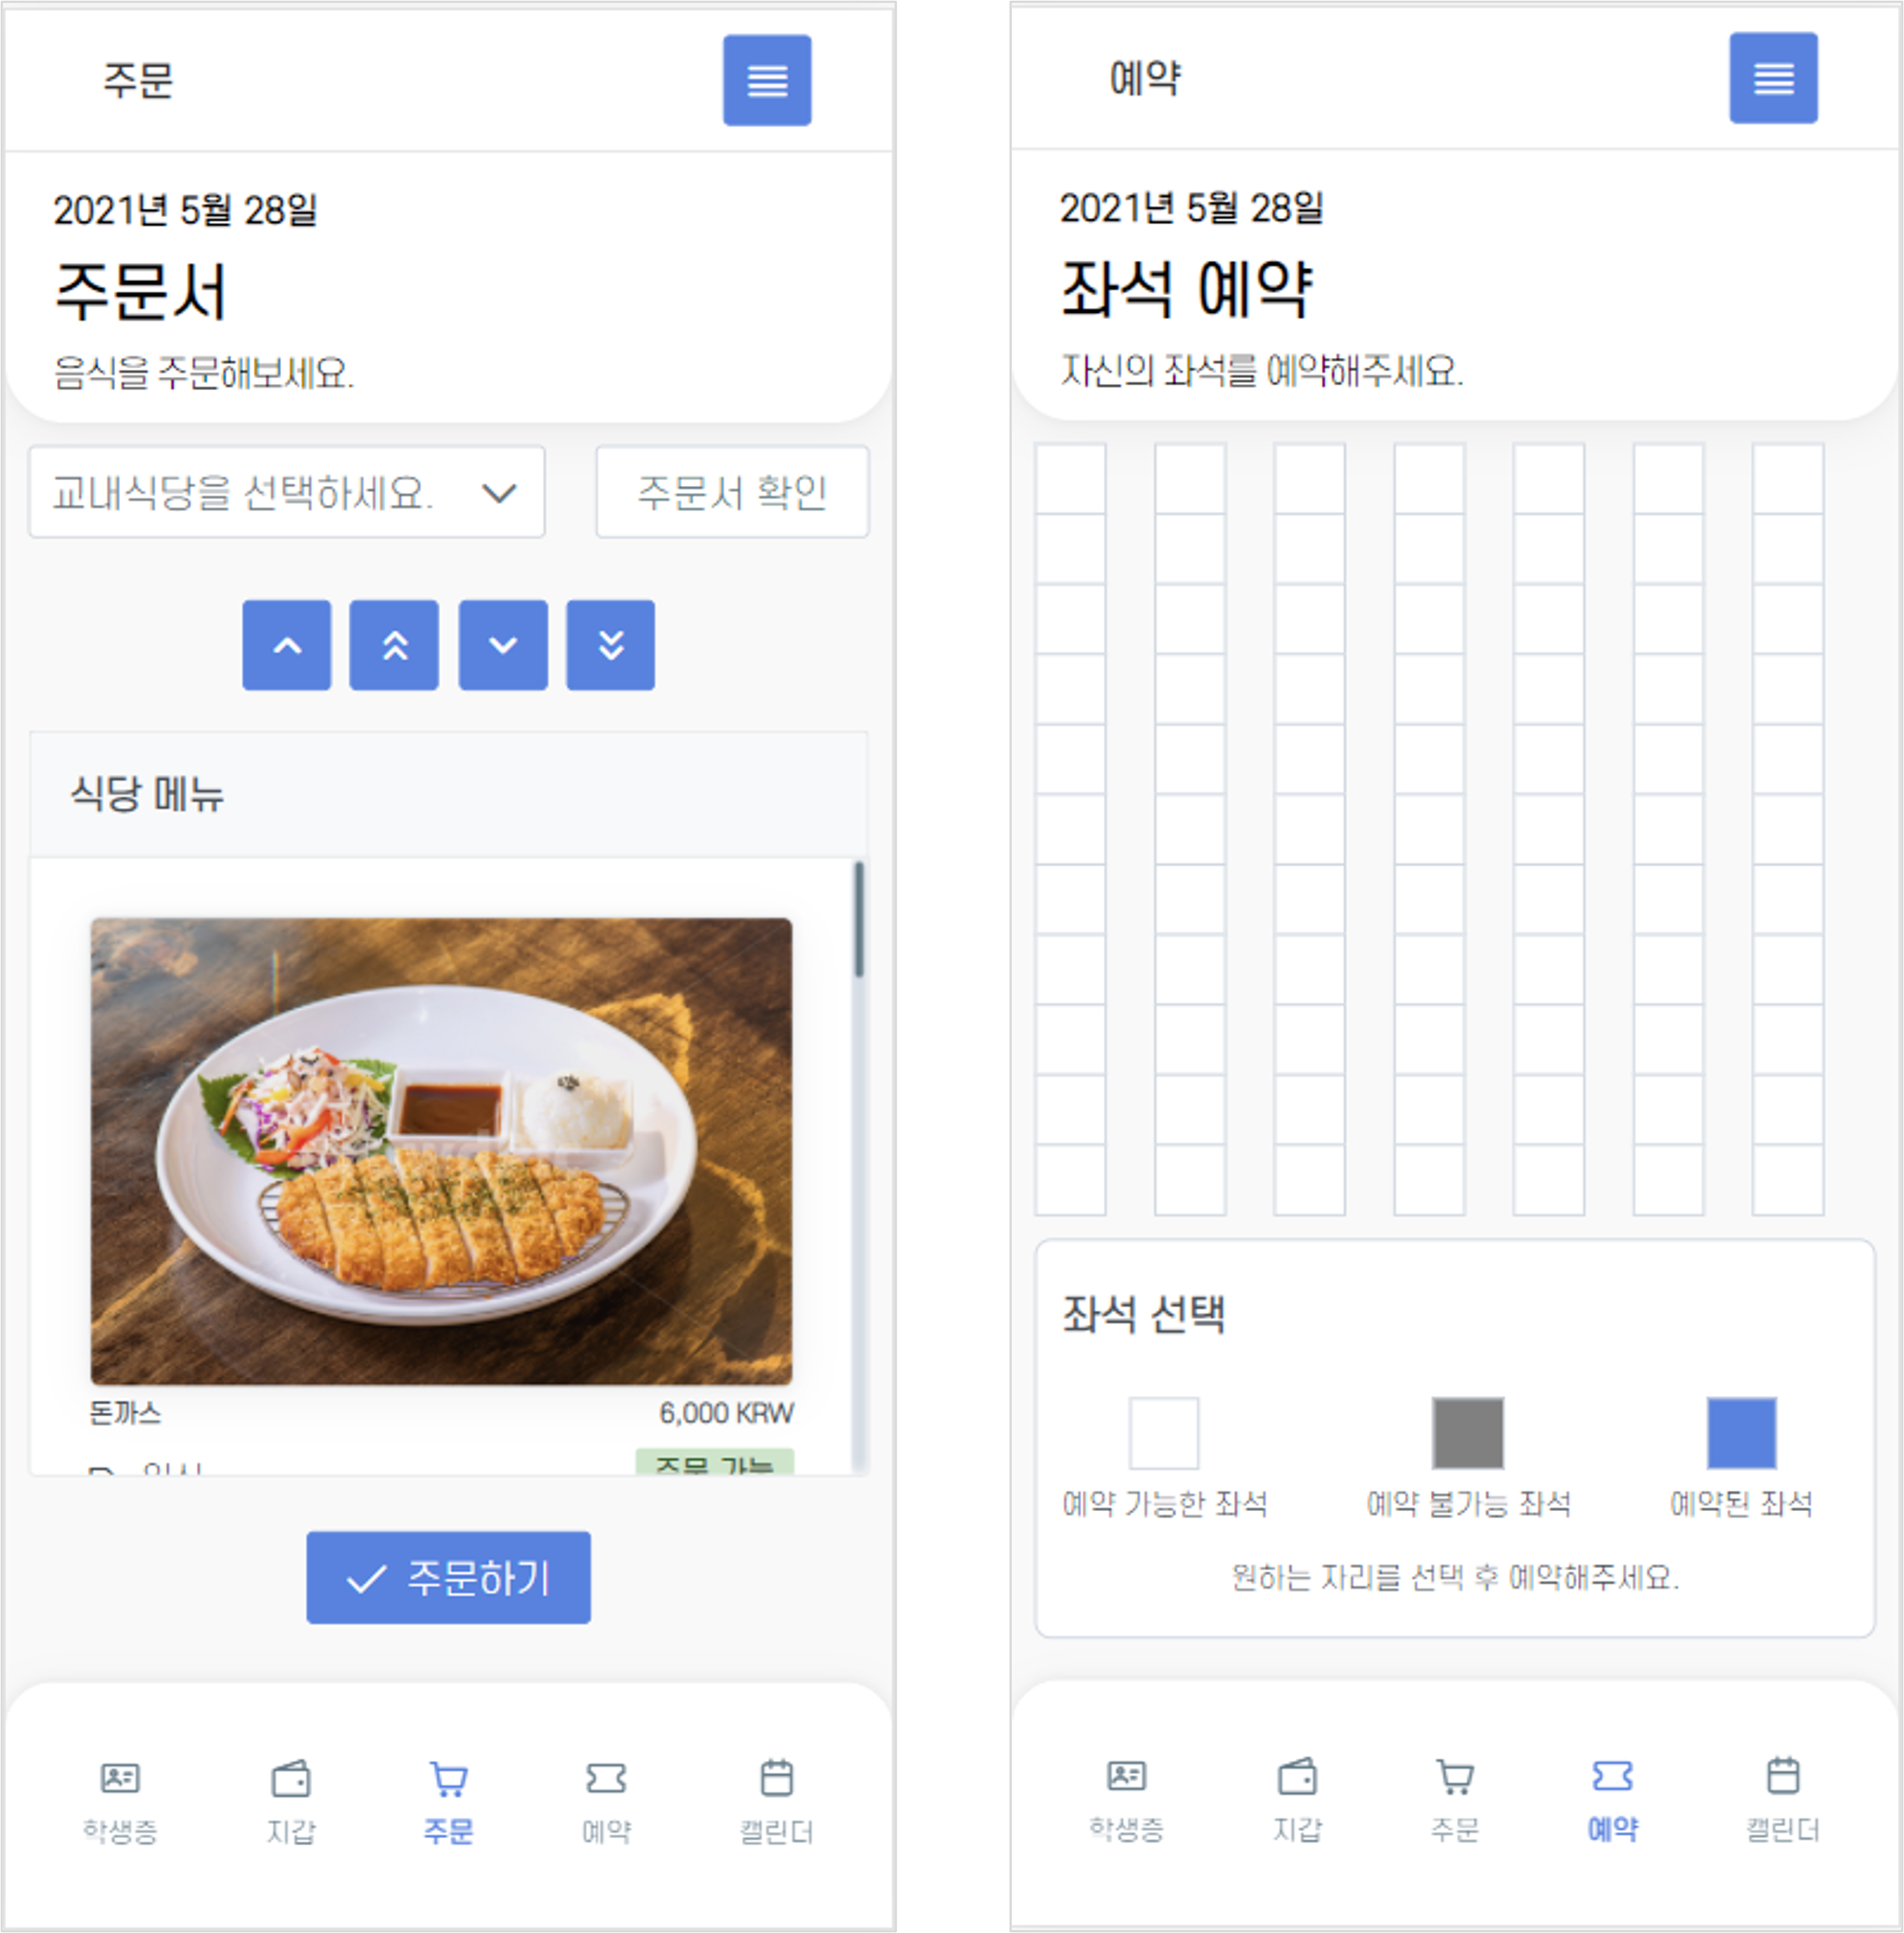 주문
2021년 5월 28일
주문서
음식을 주문해보세요.
교내식당을 선택하세요.
주문서 확인
식당 메뉴
돈까스
6,000 KRW
일식
주문 가능
주문하기
학생증
지갑
주문
예약
캘린더
예약
2021년 5월 28일
좌석 예약
자신의 좌석를 예약해주세요.
좌석 선택
예약 가능한 좌석
예약 불가능 좌석
예약된 좌석
원하는 자리를 선택 후 예약해주세요.
학생증
지갑
주문
예약
캘린더